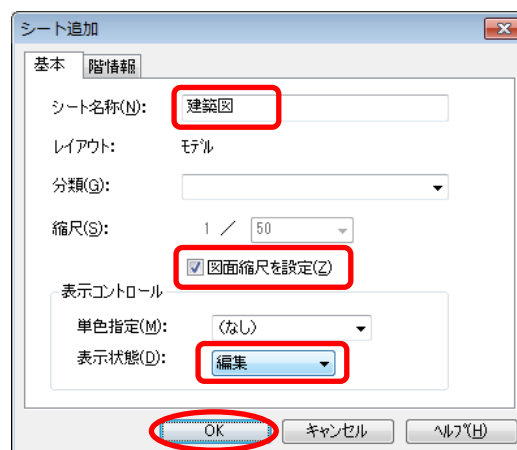 シート追加
基本 階情報
シート名称(N): 建築図
レイアウト: ﾓﾃﾞﾙ
分類(G):
縮尺(S): 1 ／ 50
図面縮尺を設定(Z)
表示コントロール
単色指定(M): (なし)
表示状態(D): 編集
OK キャンセル ﾍﾙﾌﾟ(H)